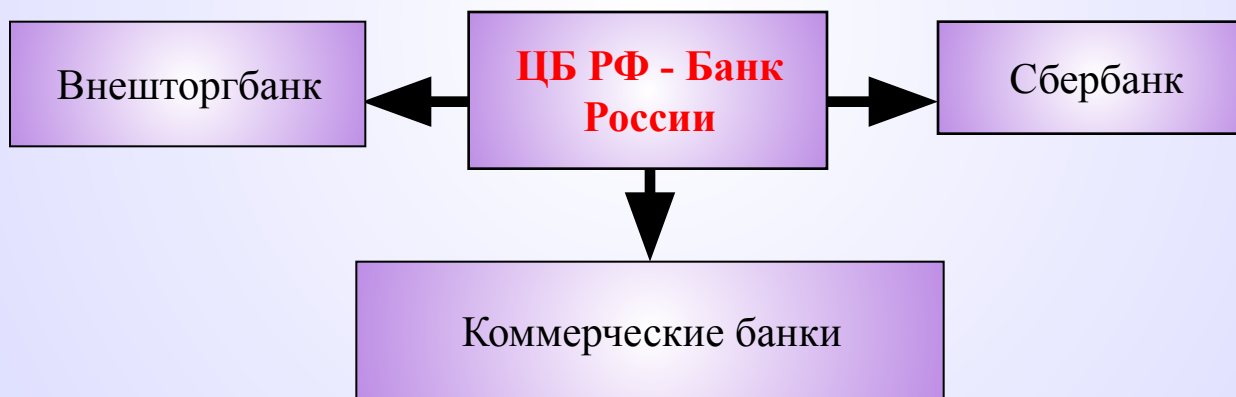 Внешторгбанк
ЦБ РФ - Банк
России
Сбербанк
Коммерческие банки